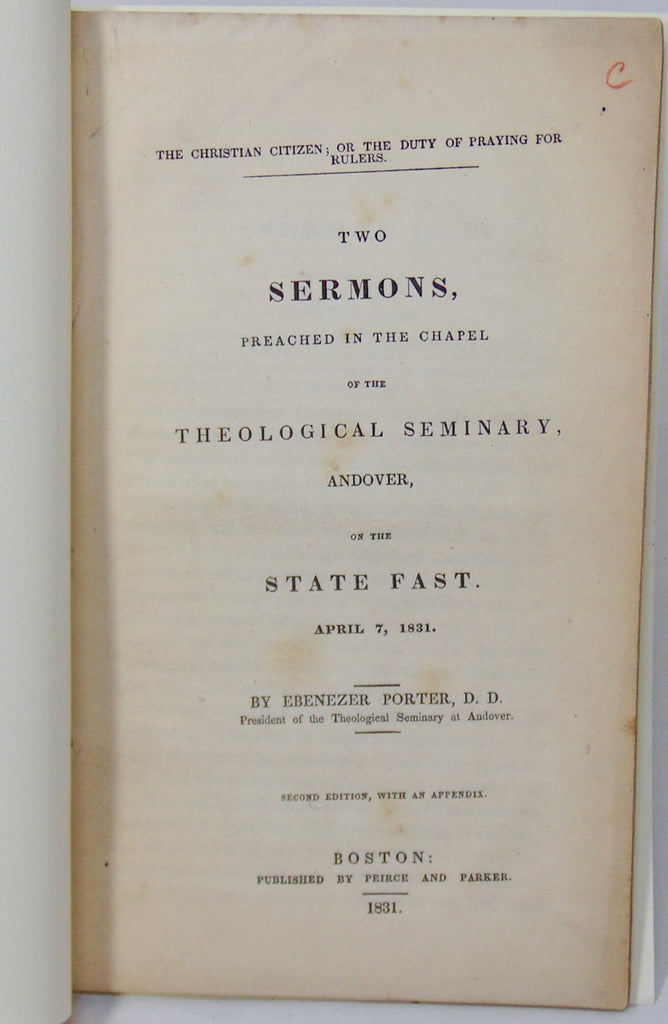 C
THE CHRISTIAN CITIZEN; OR THE DUTY OF PRAYING FOR
RULERS.
TWO
SERMONS,
PREACHED IN THE CHAPEL
OF THE
THEOLOGICAL SEMINARY,
ANDOVER,
ON THE
STATE FAST.
APRIL 7, 1831.
BY EBENEZER PORTER, D. D.
President of the Theological Seminary at Andover.
SECOND EDITION, WITH AN APPENDIX.
BOSTON:
PUBLISHED BY PEIRCE AND PARKER.
1831.